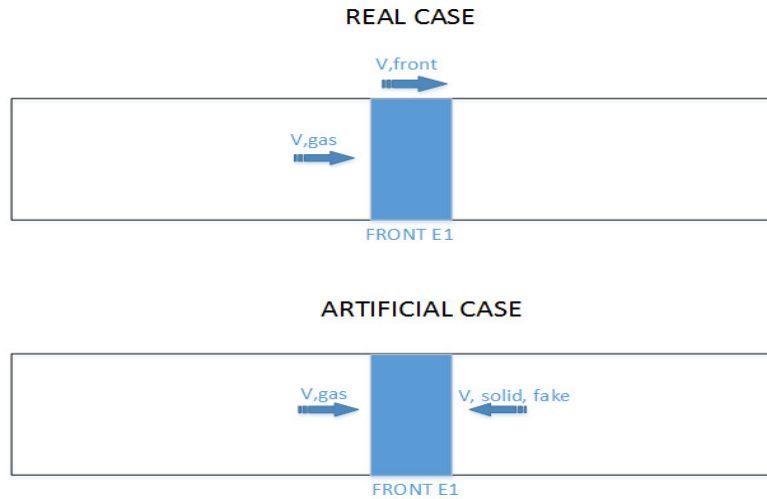 REAL CASE
V,front
V,gas
FRONT E1
ARTIFICIAL CASE
V,gas
V, solid, fake
FRONT E1